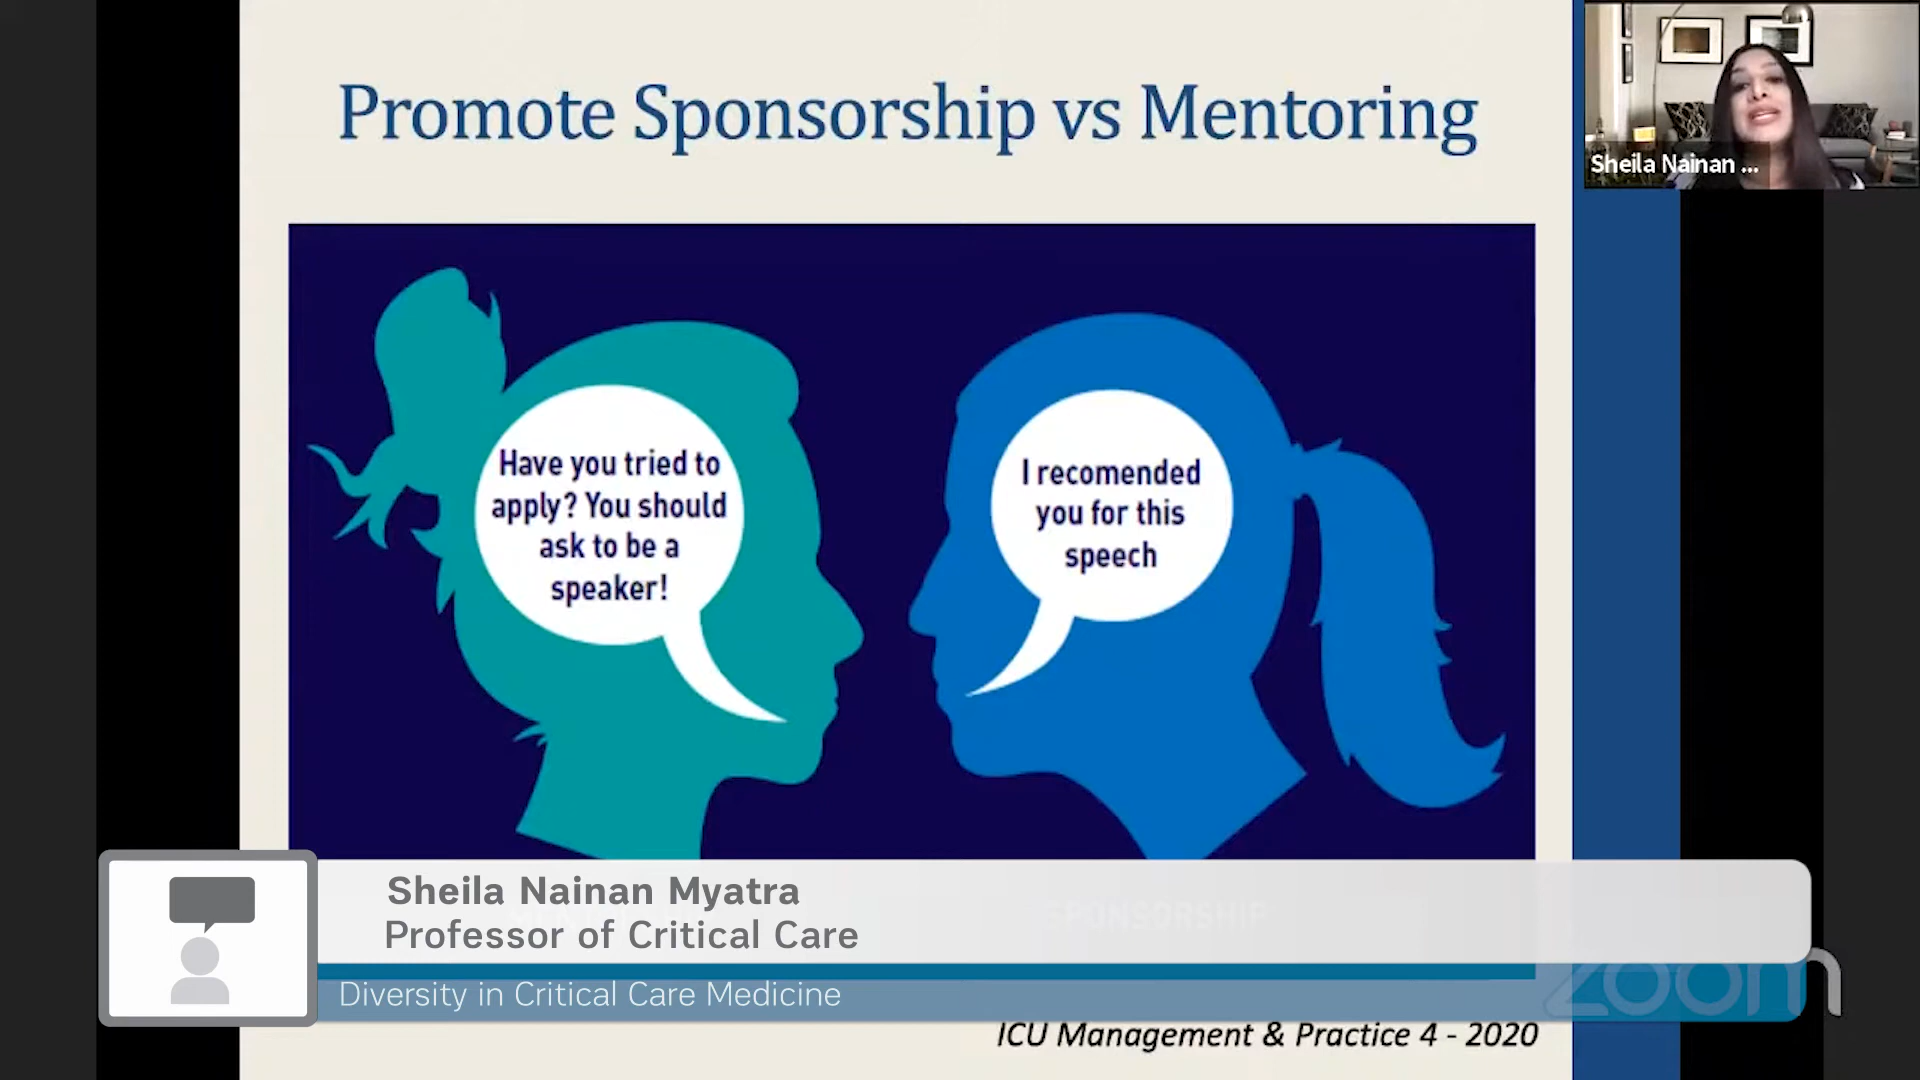 Promote Sponsorship vs Mentoring
Sheila Nainan ...
Have you tried to
apply? You should
ask to be a
speaker!
I recomended
you for this
speech
SPONSORSHIP
Sheila Nainan Myatra
Professor of Critical Care
Diversity in Critical Care Medicine
zoom
ICU Management & Practice 4 - 2020